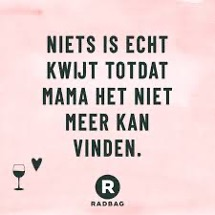 NIETS IS ECHT
KWIJT TOTDAT
MAMA HET NIET
MEER KAN
VINDEN.
R
RADBAG